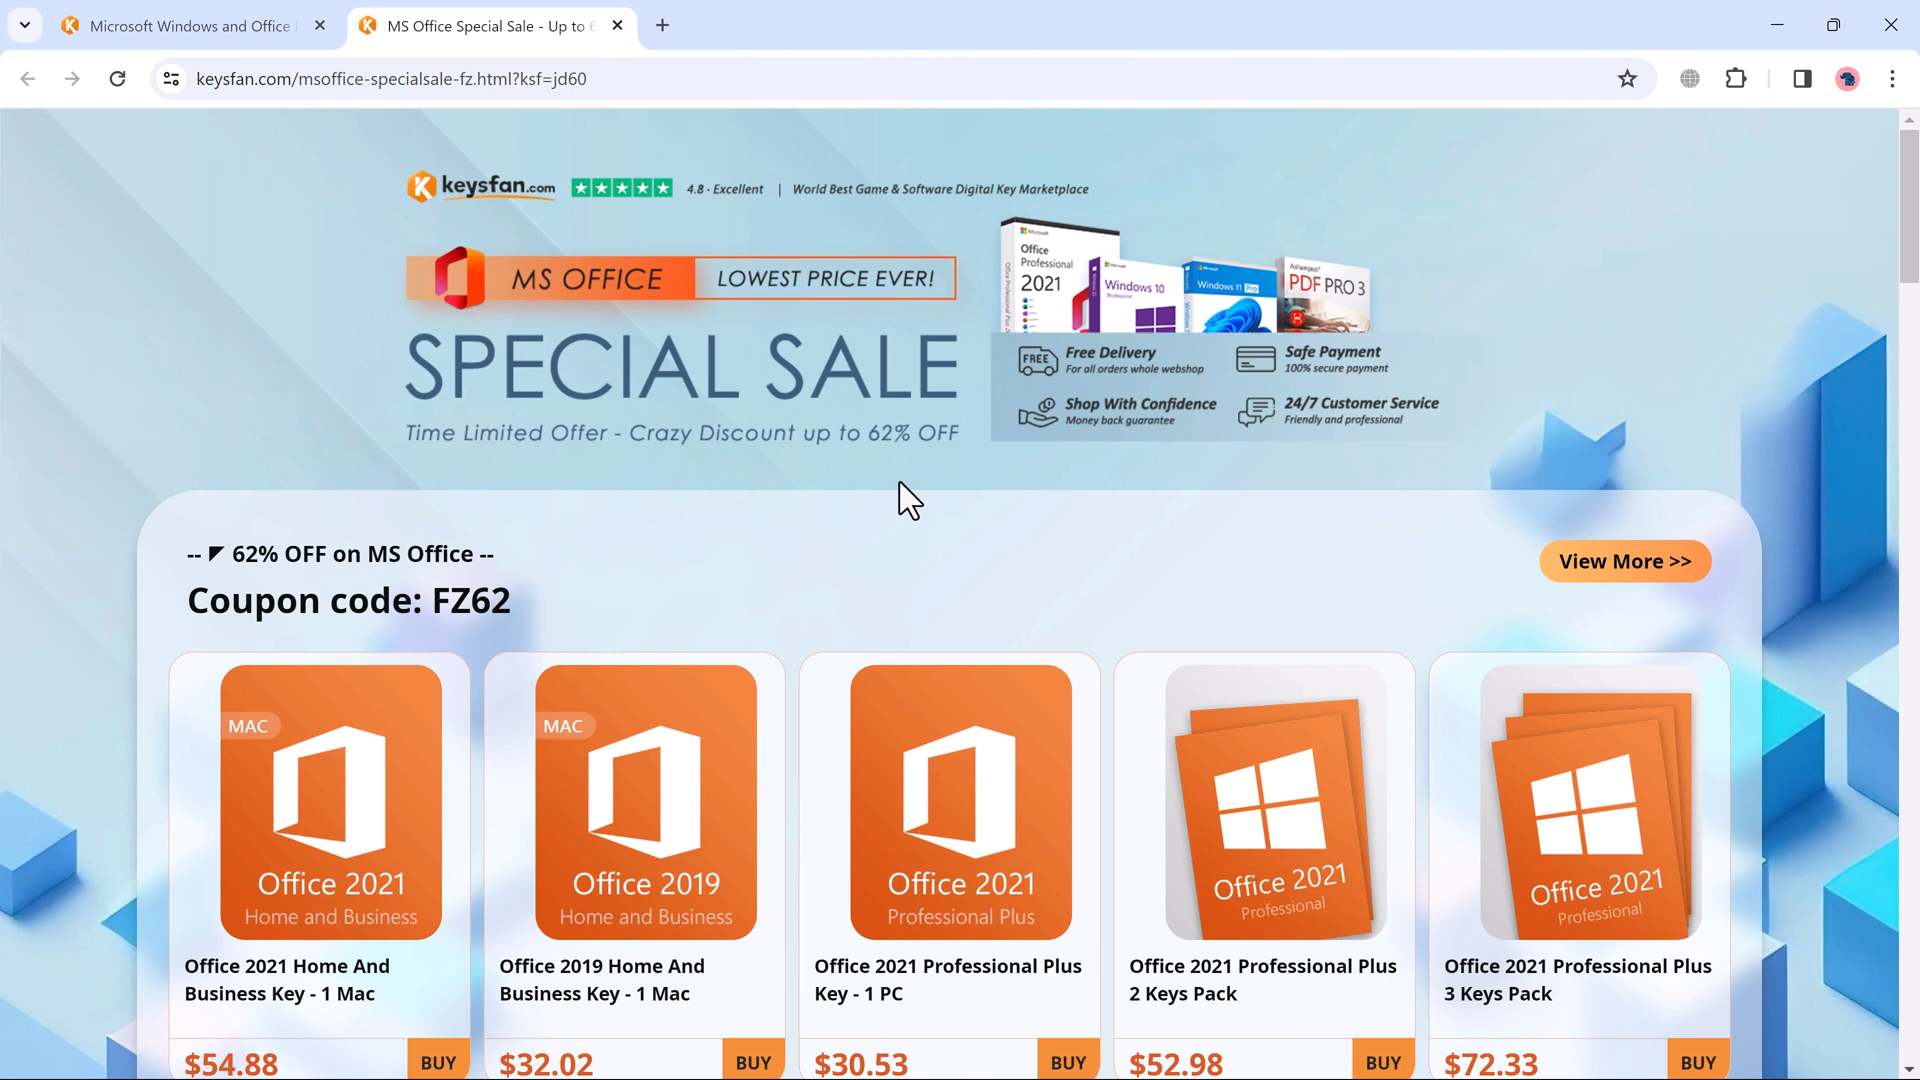 Microsoft Windows and Office
MS Office Special Sale - Up to 6
keysfan.com/msoffice-specialsale-fz.html?ksf=jd60
keysfan.com
4.8 - Excellent | World Best Game & Software Digital Key Marketplace
MS OFFICE LOWEST PRICE EVER!
SPECIAL SALE
Time Limited Offer - Crazy Discount up to 62% OFF
Microsoft
Office
Professional
2021
Microsoft
Windows 10
Professional
Microsoft
Windows 11 Pro
Ashampoo®
PDF PRO 3
FREE
Free Delivery
For all orders whole webshop
Safe Payment
100% secure payment
Shop With Confidence
Money back guarantee
24/7 Customer Service
Friendly and professional
-- ◤ 62% OFF on MS Office --
Coupon code: FZ62
View More >>
MAC
Office 2021
Home and Business
Office 2021 Home And
Business Key - 1 Mac
$54.88
BUY
MAC
Office 2019
Home and Business
Office 2019 Home And
Business Key - 1 Mac
$32.02
BUY
Office 2021
Professional Plus
Office 2021 Professional Plus
Key - 1 PC
$30.53
BUY
Office 2021
Professional
Office 2021 Professional Plus
2 Keys Pack
$52.98
BUY
Office 2021
Professional
Office 2021 Professional Plus
3 Keys Pack
$72.33
BUY